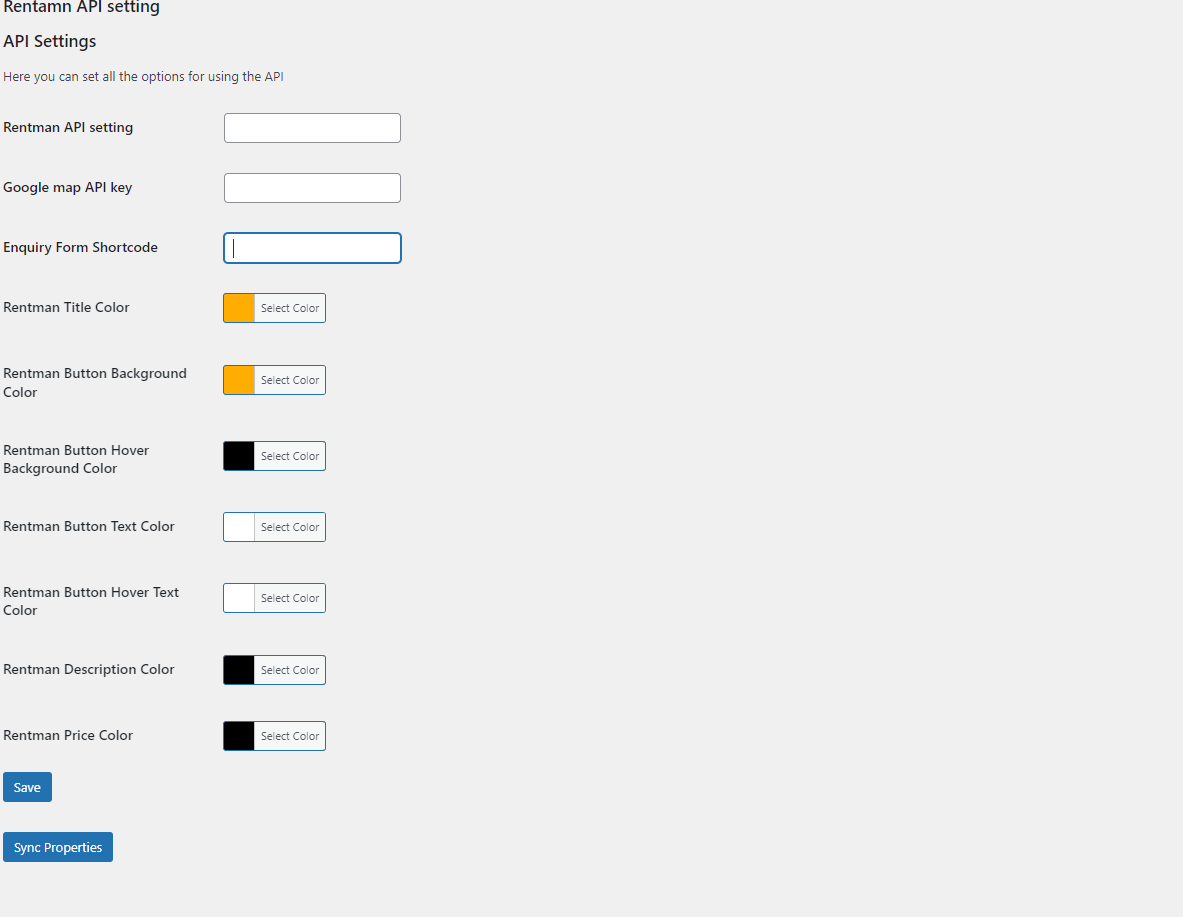 Rentamn API setting
API Settings
Here you can set all the options for using the API
Rentman API setting
Google map API key
Enquiry Form Shortcode
Rentman Title Color
Select Color
Rentman Button Background
Color
Select Color
Rentman Button Hover
Background Color
Select Color
Rentman Button Text Color
Select Color
Rentman Button Hover Text
Color
Select Color
Rentman Description Color
Select Color
Rentman Price Color
Select Color
Save
Sync Properties